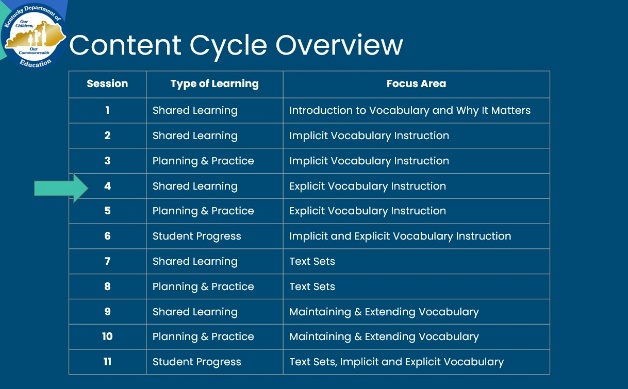 Kentucky Department of
Our
Children,
Our
Commonwealth
Education
Content Cycle Overview
Session Type of Learning Focus Area
1 Shared Learning Introduction to Vocabulary and Why It Matters
2 Shared Learning Implicit Vocabulary Instruction
3 Planning & Practice Implicit Vocabulary Instruction
4 Shared Learning Explicit Vocabulary Instruction
5 Planning & Practice Explicit Vocabulary Instruction
6 Student Progress Implicit and Explicit Vocabulary Instruction
7 Shared Learning Text Sets
8 Planning & Practice Text Sets
9 Shared Learning Maintaining & Extending Vocabulary
10 Planning & Practice Maintaining & Extending Vocabulary
11 Student Progress Text Sets, Implicit and Explicit Vocabulary